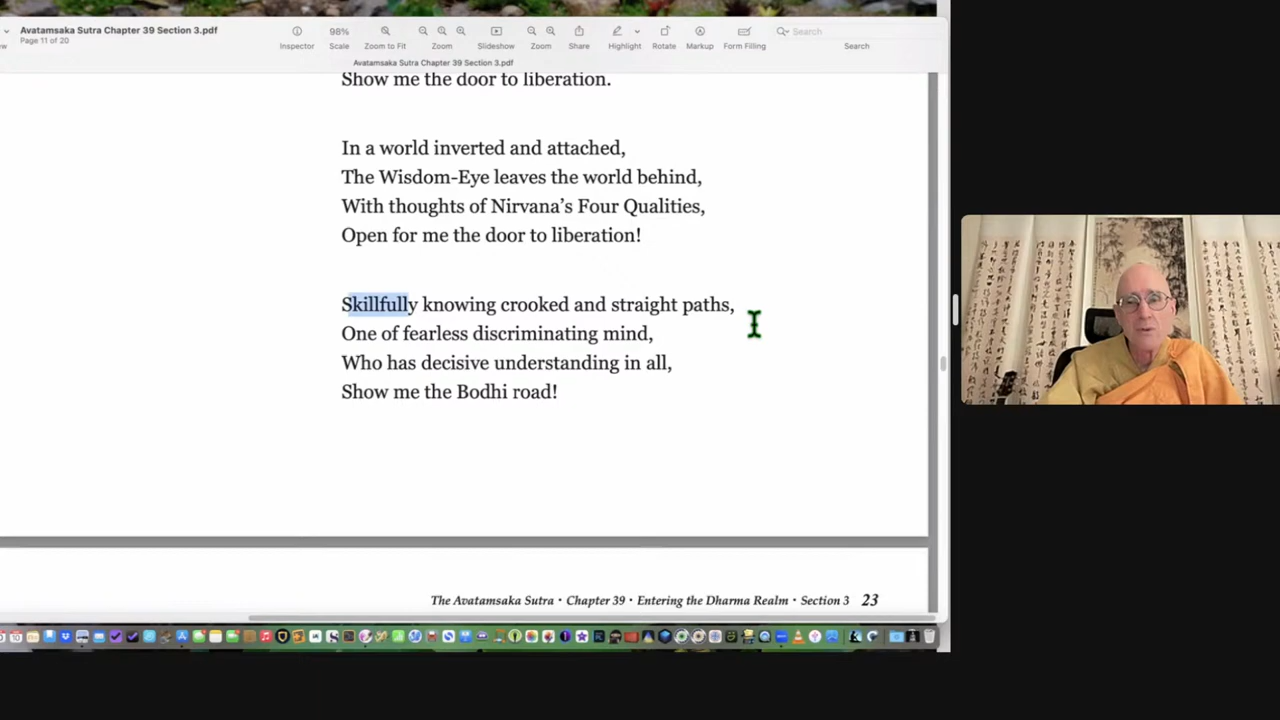 Avatamsaka Sutra Chapter 39 Section 3.pdf
Page 11 of 20
98%
Search
Inspector
Scale
Zoom to Fit
Zoom
Slideshow
Zoom
Share
Highlight
Rotate
Markup
Form Filling
Search
Avatamsaka Sutra Chapter 39 Section 3.pdf
Show me the door to liberation.
In a world inverted and attached,
The Wisdom-Eye leaves the world behind,
With thoughts of Nirvana's Four Qualities,
Open for me the door to liberation!
Skillfully knowing crooked and straight paths,
One of fearless discriminating mind,
Who has decisive understanding in all,
Show me the Bodhi road!
The Avatamsaka Sutra • Chapter 39 • Entering the Dharma Realm • Section 3 23